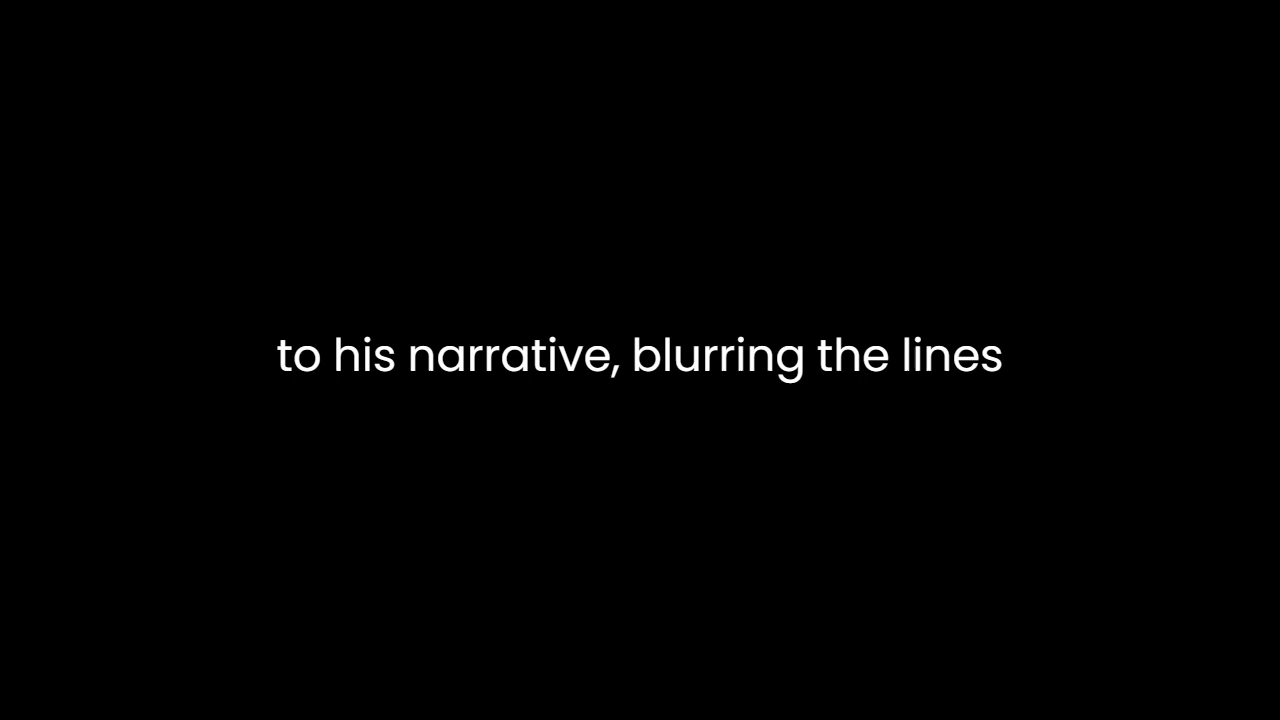 to his narrative, blurring the lines